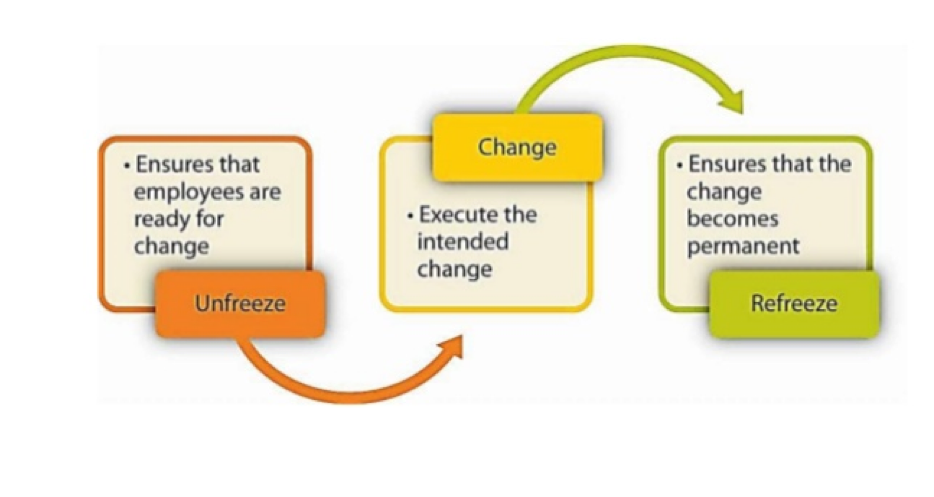 • Ensures that
employees are
ready for
change
Unfreeze
Change
• Execute the
intended
change
• Ensures that the
change
becomes
permanent
Refreeze